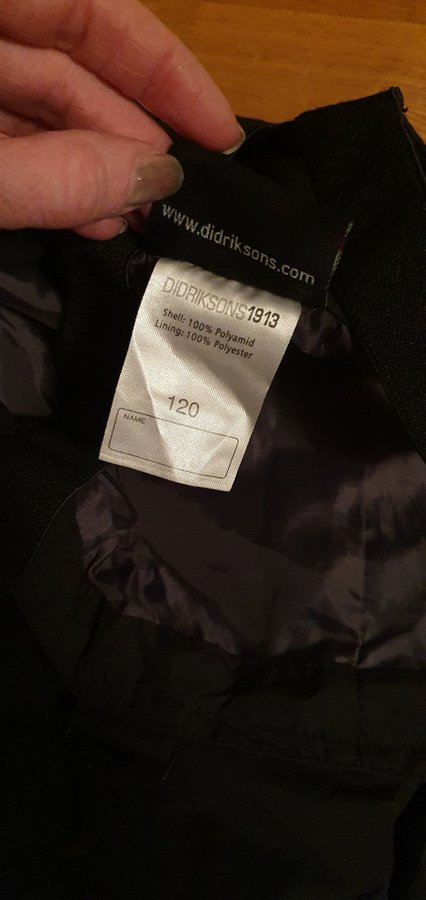 www.didriksons.com
DIDRIKSONS1913
Shell: 100% Polyamid
Lining: 100% Polyester
120
NAME